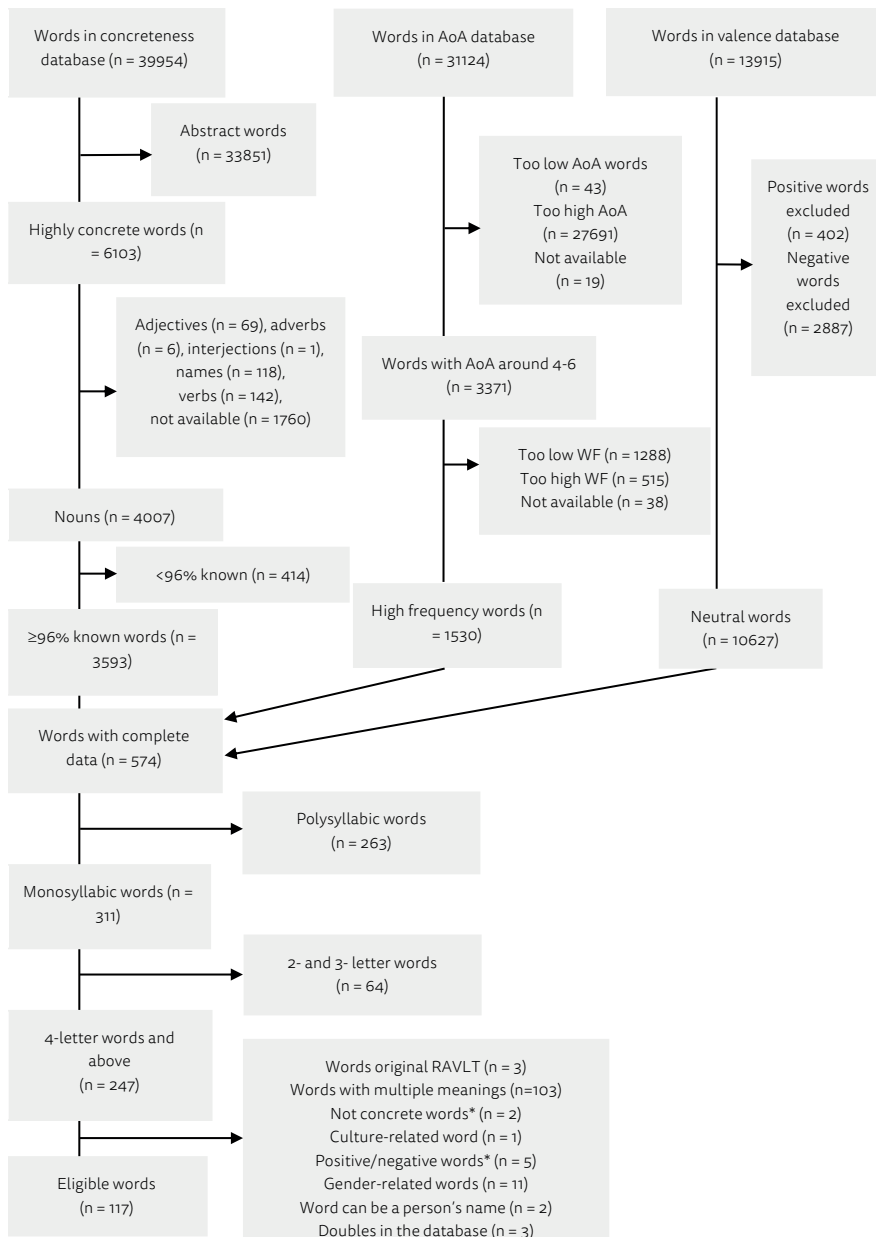 Words in concreteness
database (n = 39954)
Words in AoA database
(n = 31124)
Words in valence database
(n = 13915)
Abstract words
(n = 33851)
Too low AoA words
(n = 43)
Too high AoA
(n = 27691)
Not available
(n = 19)
Positive words
excluded
(n = 402)
Negative
words
excluded
(n = 2887)
Highly concrete words (n
= 6103)
Adjectives (n = 69), adverbs
(n = 6), interjections (n = 1),
names (n = 118),
verbs (n = 142),
not available (n = 1760)
Words with AoA around 4-6
(n = 3371)
Too low WF (n = 1288)
Too high WF (n = 515)
Not available (n = 38)
Nouns (n = 4007)
<96% known (n = 414)
High frequency words (n
= 1530)
Neutral words
(n = 10627)
≥96% known words (n =
3593)
Words with complete
data (n = 574)
Polysyllabic words
(n = 263)
Monosyllabic words (n =
311)
2- and 3- letter words
(n = 64)
4-letter words and
above
(n = 247)
Words original RAVLT (n = 3)
Words with multiple meanings (n=103)
Not concrete words* (n = 2)
Culture-related word (n = 1)
Positive/negative words* (n = 5)
Gender-related words (n = 11)
Word can be a person's name (n = 2)
Doubles in the database (n = 3)
Eligible words
(n = 117)